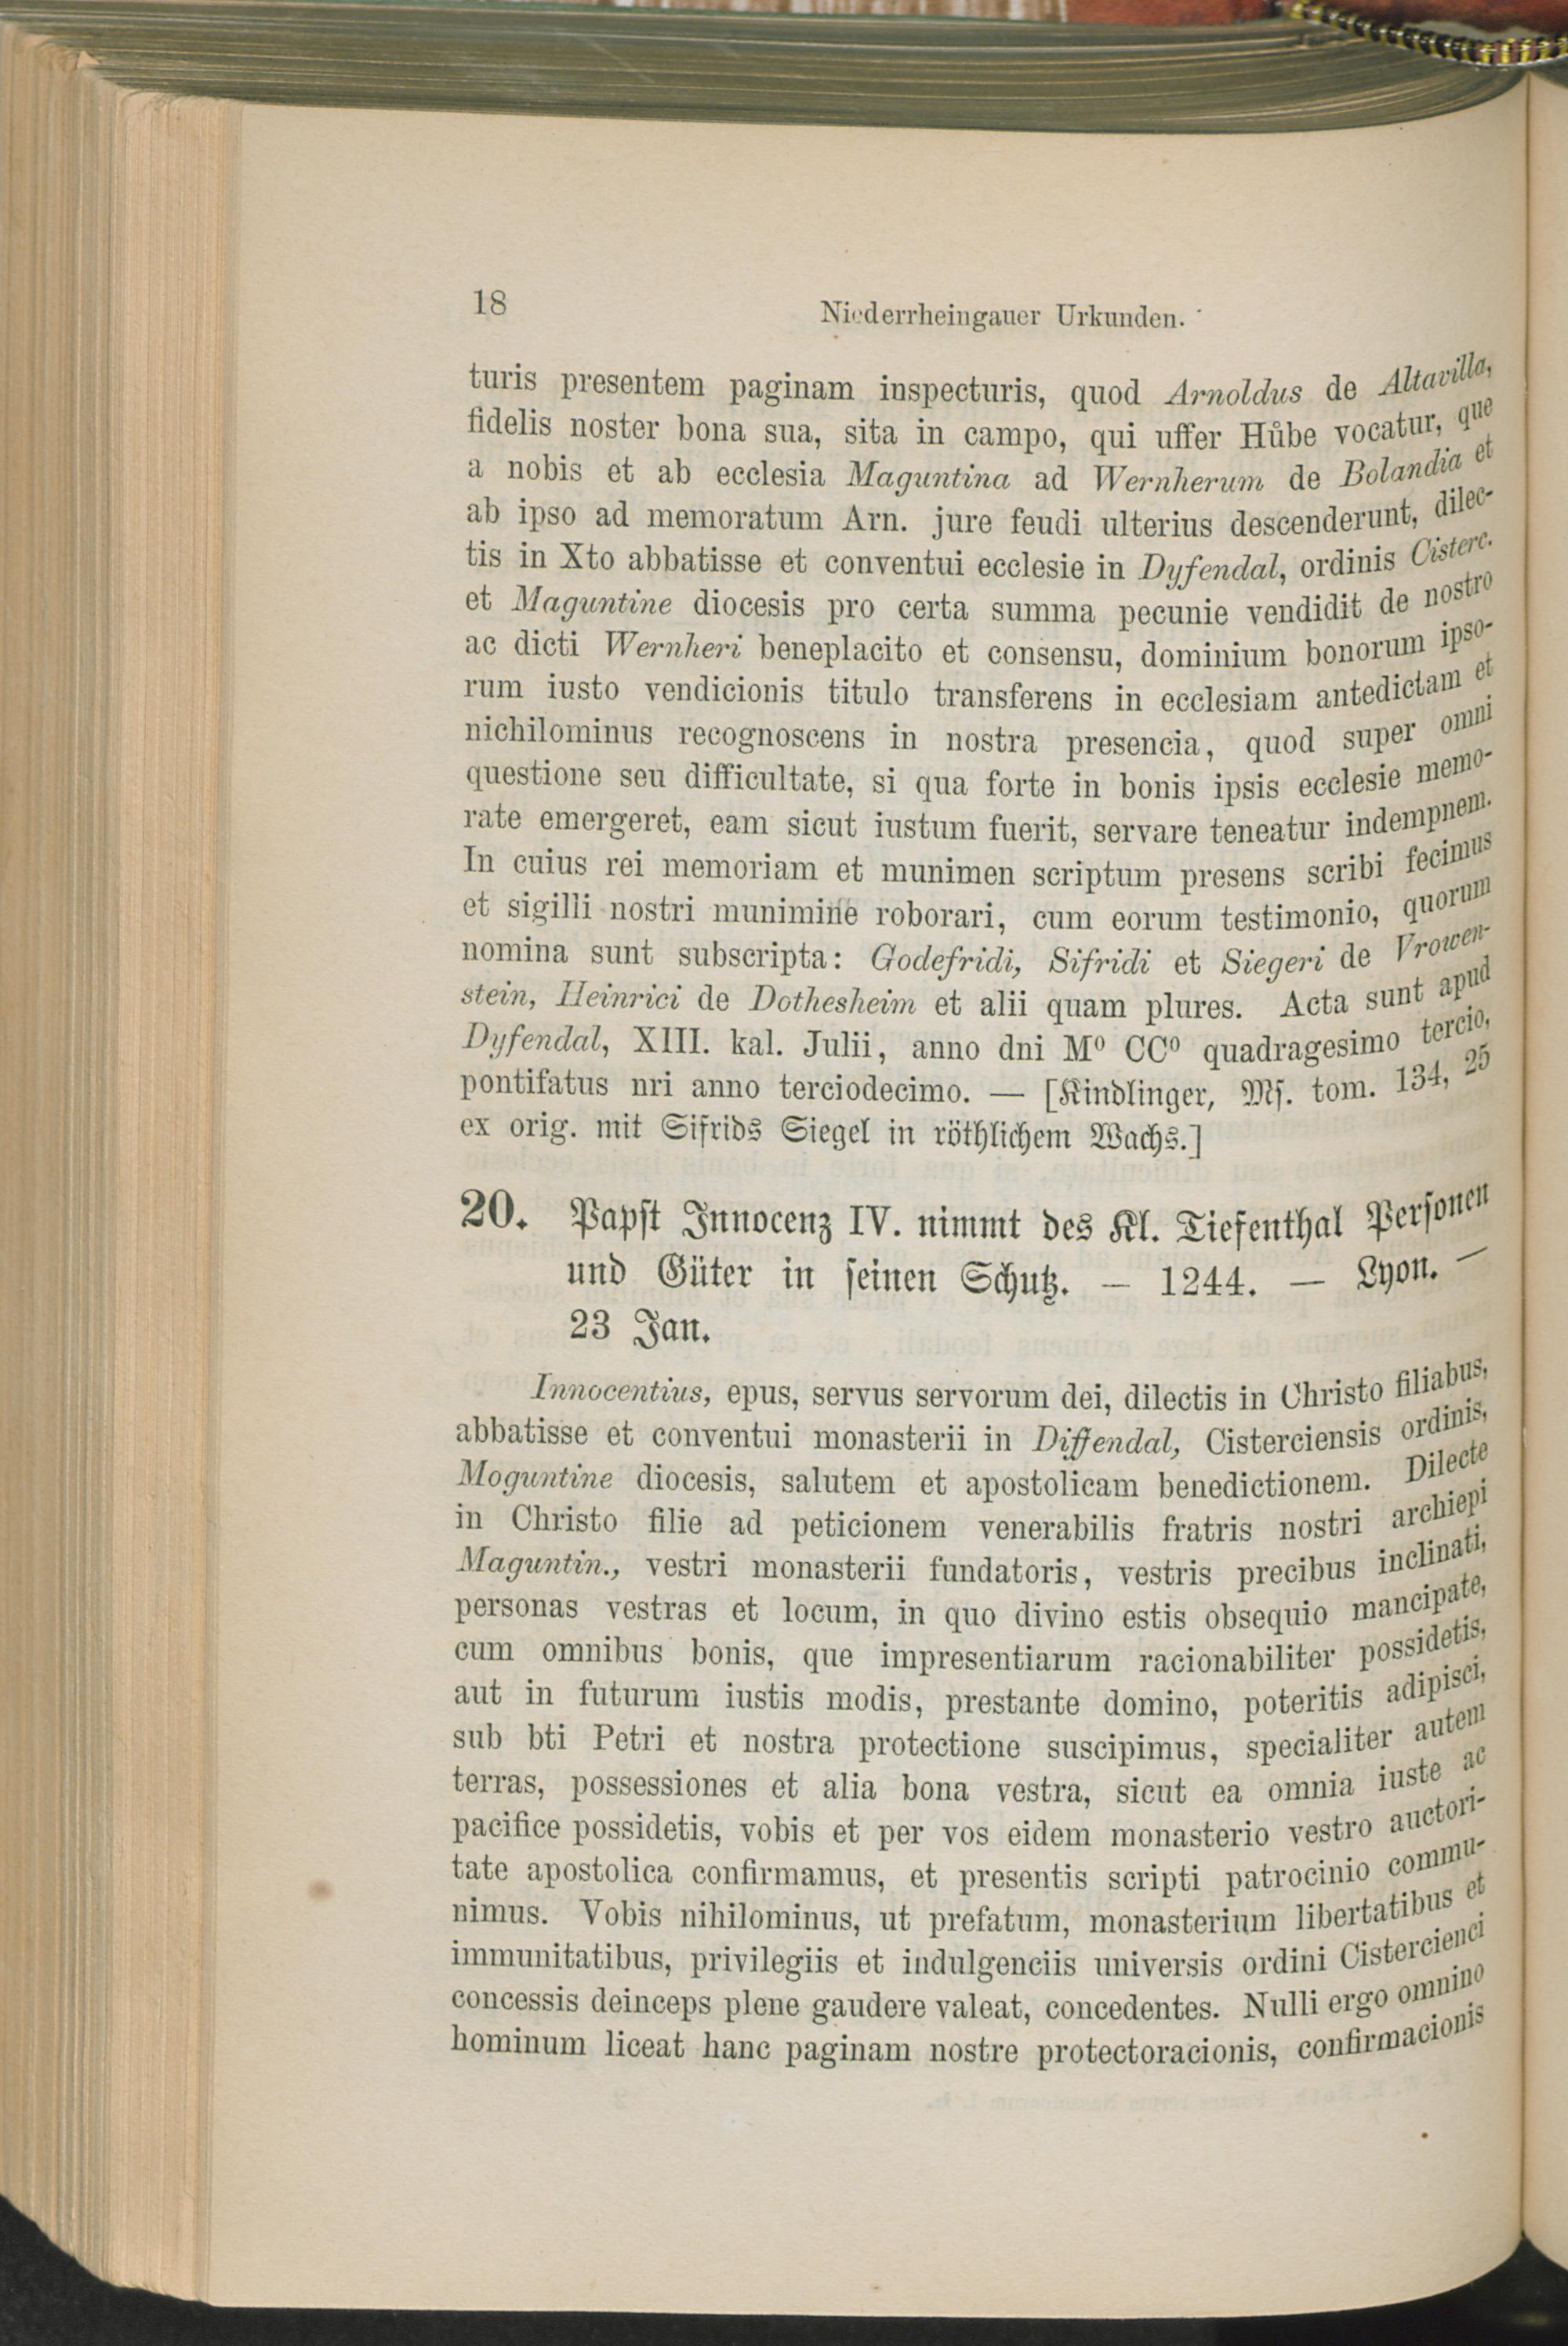 18
Niederrheingauer Urkunden.
turis presentem paginam inspecturis, quod Arnoldus de Altavilla,
fidelis noster bona sua, sita in campo, qui uffer Hůbe vocatur, que
a nobis et ab ecclesia Maguntina ad Wernherum de Bolandia et
ab ipso ad memoratum Arn. jure feudi ulterius descenderunt, dilec-
tis in Xto abbatisse et conventui ecclesie in Dyfendal, ordinis Cisterc.
et Maguntine diocesis pro certa summa pecunie vendidit de nostro
ac dicti Wernheri beneplacito et consensu, dominium bonorum ipso-
rum iusto vendicionis titulo transferens in ecclesiam antedictam et
nichilominus recognoscens in nostra presencia, quod super omni
questione seu difficultate, si qua forte in bonis ipsis ecclesie memo-
rate emergeret, eam sicut iustum fuerit, servare teneatur indempnem.
In cuius rei memoriam et munimen scriptum presens scribi fecimus
et sigilli nostri munimine roborari, cum eorum testimonio, quorum
nomina sunt subscripta: Godefridi, Sifridi et Siegeri de Vrowen-
stein, Heinrici de Dothesheim et alii quam plures. Acta sunt apud
Dyfendal, XIII. kal. Julii, anno dni Mº CCº quadragesimo tercio,
pontifatus nri anno terciodecimo. — [Kindlinger, Ms. tom. 134, 25
ex orig. mit Sifrids Siegel in röthlichem Wachs.]
20. Papst Innocenz IV. nimmt des Kl. Tiefenthal Personen
und Güter in seinen Schutz. — 1244. — Lyon. —
23 Jan.
Innocentius, epus, servus servorum dei, dilectis in Christo filiabus,
abbatisse et conventui monasterii in Diffendal, Cisterciensis ordinis,
Moguntine diocesis, salutem et apostolicam benedictionem. Dilecte
in Christo filie ad peticionem venerabilis fratris nostri archiepi
Maguntin., vestri monasterii fundatoris, vestris precibus inclinati,
personas vestras et locum, in quo divino estis obsequio mancipate,
cum omnibus bonis, que impresentiarum racionabiliter possidetis,
aut in futurum iustis modis, prestante domino, poteritis adipisci,
sub bti Petri et nostra protectione suscipimus, specialiter autem
terras, possessiones et alia bona vestra, sicut ea omnia iuste ac
pacifice possidetis, vobis et per vos eidem monasterio vestro auctori-
tate apostolica confirmamus, et presentis scripti patrocinio commu-
nimus. Vobis nihilominus, ut prefatum, monasterium libertatibus et
immunitatibus, privilegiis et indulgenciis universis ordini Cistercienci
concessis deinceps plene gaudere valeat, concedentes. Nulli ergo omnino
hominum liceat hanc paginam nostre protectoracionis, confirmacionis